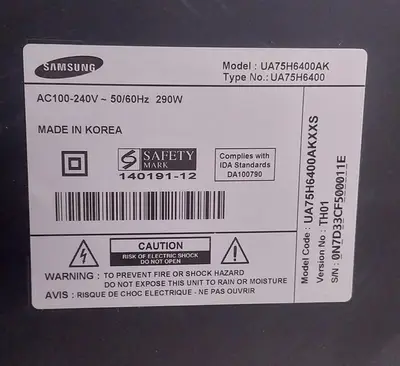 SAMSUNG
Model : UA75H6400AK
Type No.: UA75H6400
AC100-240V ~ 50/60Hz 290W
MADE IN KOREA
S SAFETY
MARK
140191-12
Complies with
IDA Standards
DA100790
CAUTION
RISK OF ELECTRIC SHOCK
DO NOT OPEN
WARNING : TO PREVENT FIRE OR SHOCK HAZARD
DO NOT EXPOSE THIS UNIT TO RAIN OR MOISTURE
AVIS : RISQUE DE CHOC ELECTRIQUE - NE PAS OUVRIR
Model Code : UA75H6400AKXXS
Version No : TH01
S/N : 0N7D33CF500011E